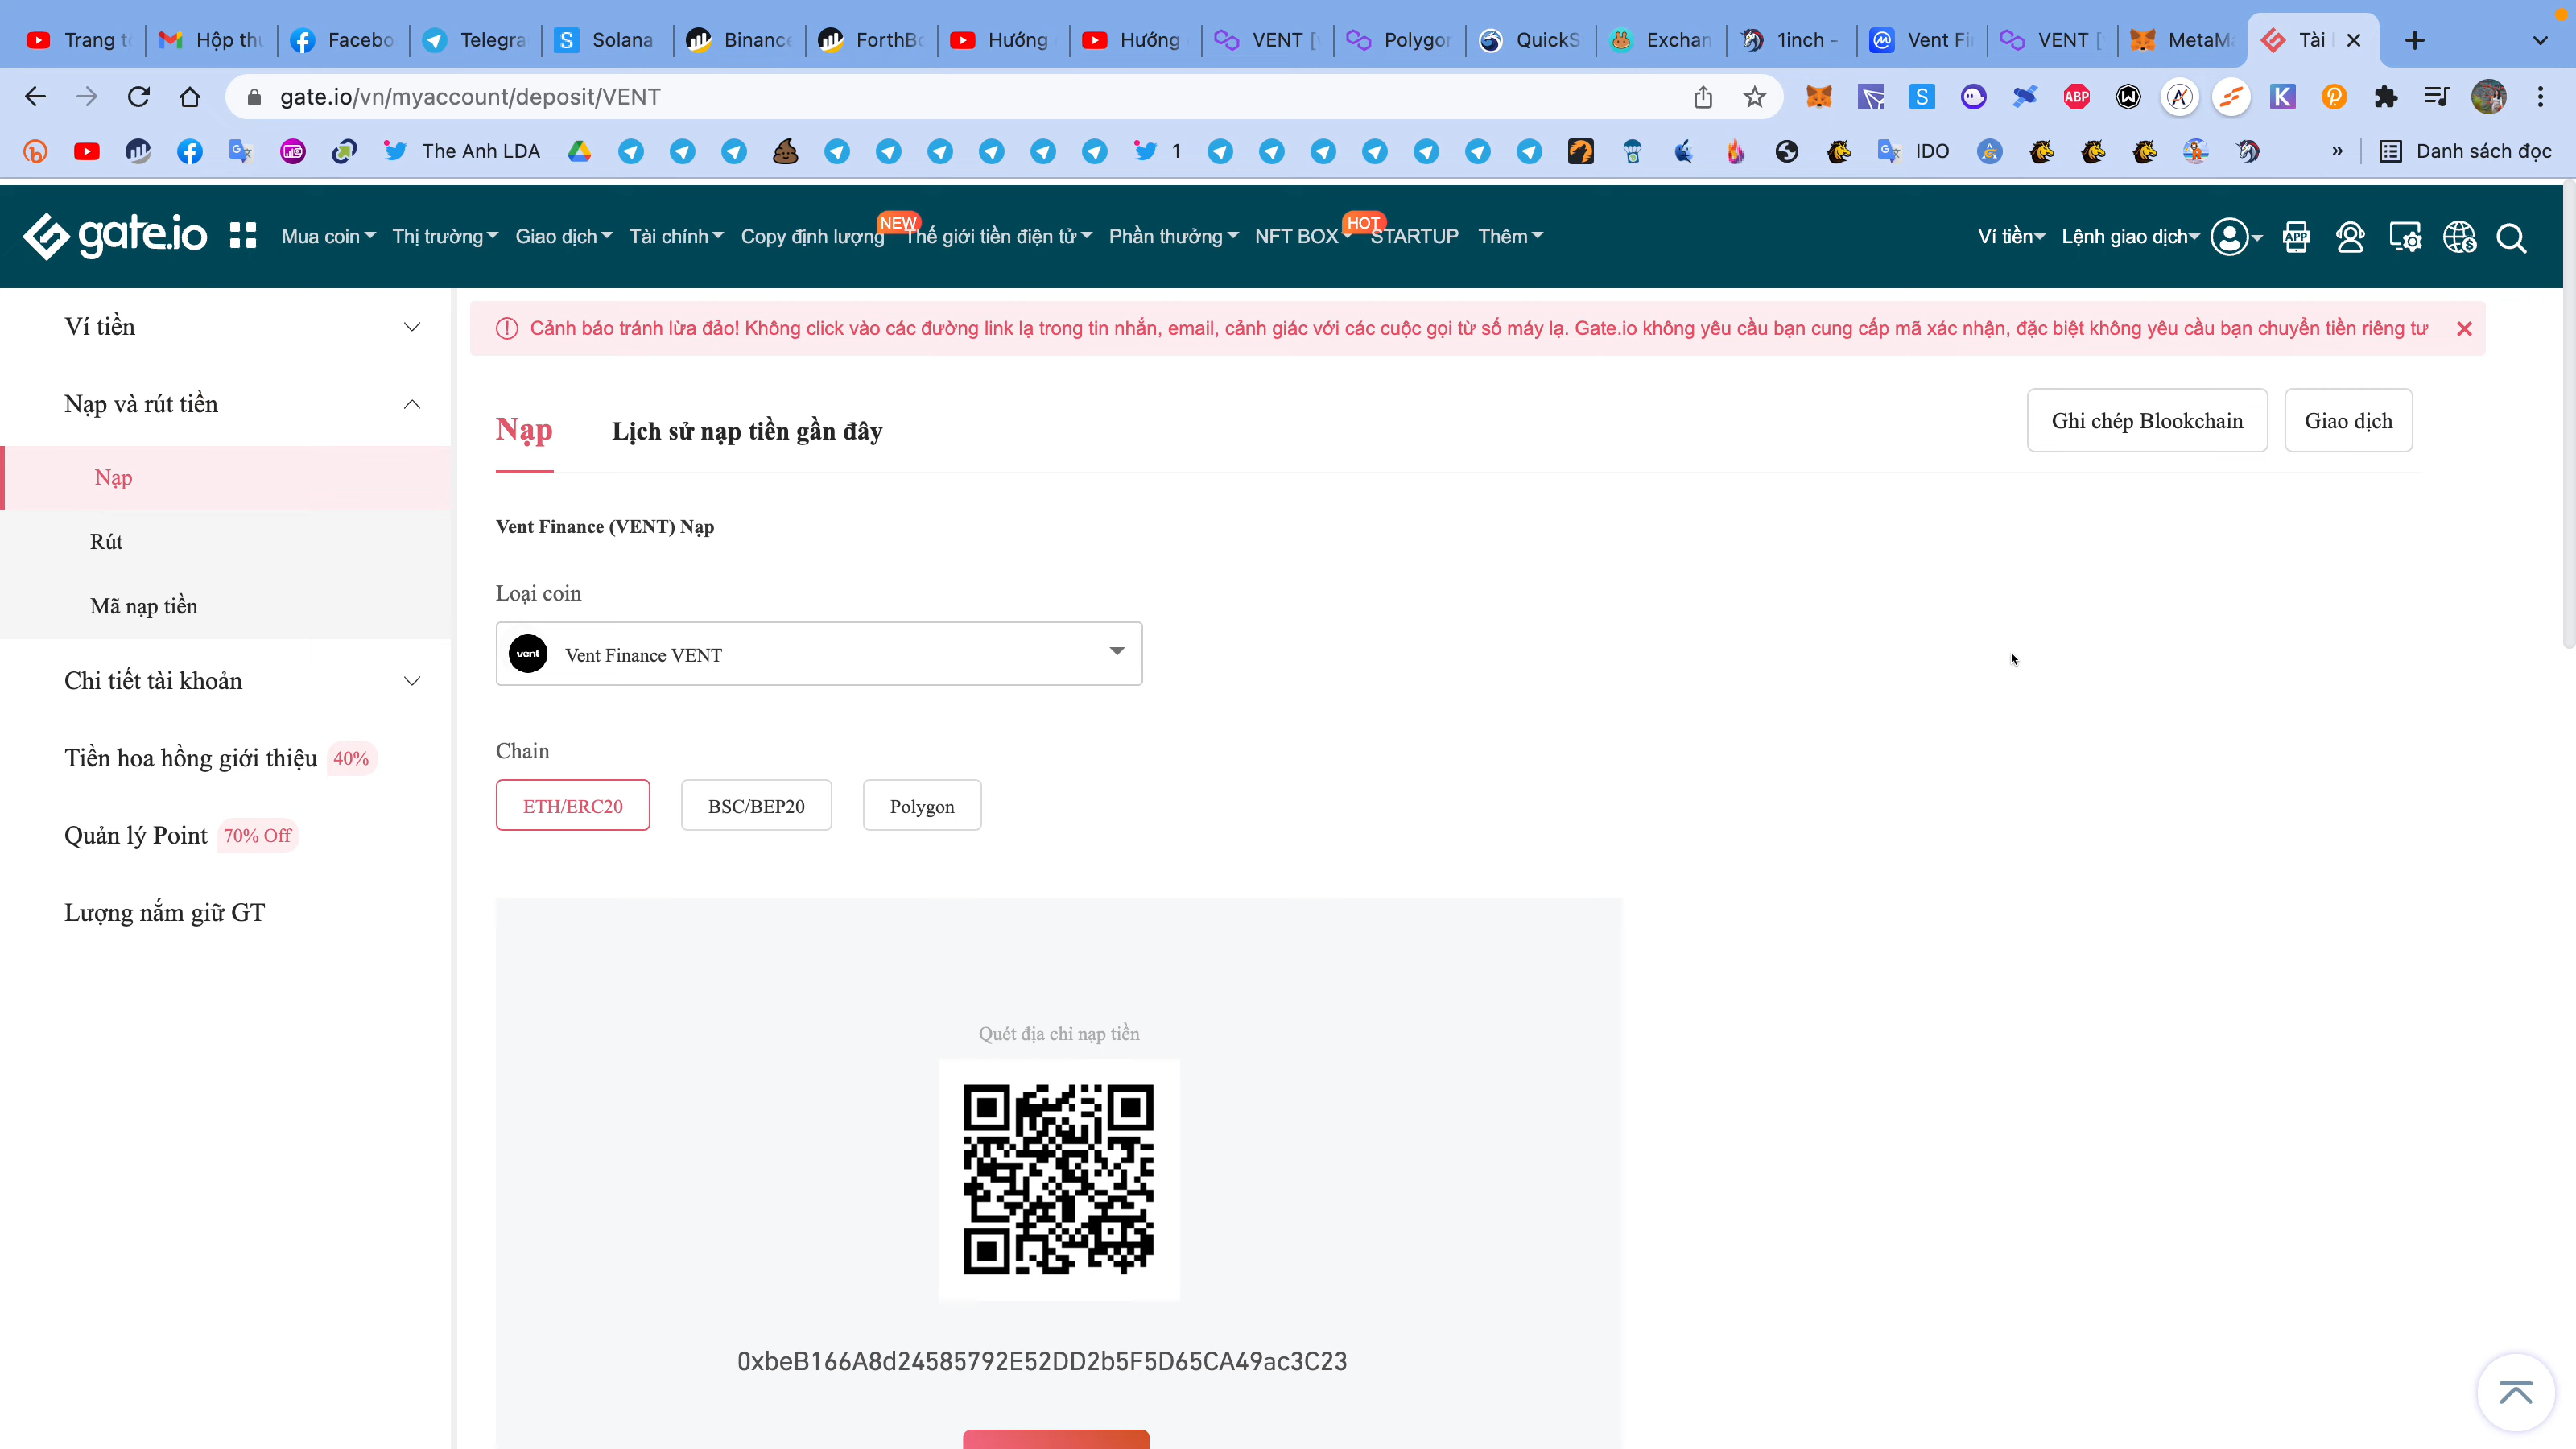 Trang t
Hộp thư
Facebo
Telegra
Solana
Binance
ForthBo
Hướng
Hướng
VENT [
Polygon
QuickS
Exchan
1inch -
Vent Fi
VENT [
MetaMa
Tài
gate.io/vn/myaccount/deposit/VENT
The Anh LDA
1
IDO
Danh sách đọc
gate.io
Mua coin
Thị trường
Giao dịch
Tài chính
Copy định lượng
NEW
Thế giới tiền điện tử
Phần thưởng
NFT BOX
HOT
STARTUP
Thêm
Ví tiền
Lệnh giao dịch
APP
Ví tiền
Nạp và rút tiền
Nạp
Rút
Mã nạp tiền
Chi tiết tài khoản
Tiền hoa hồng giới thiệu 40%
Quản lý Point 70% Off
Lượng nắm giữ GT
Cảnh báo tránh lừa đảo! Không click vào các đường link lạ trong tin nhắn, email, cảnh giác với các cuộc gọi từ số máy lạ. Gate.io không yêu cầu bạn cung cấp mã xác nhận, đặc biệt không yêu cầu bạn chuyển tiền riêng tư
Nạp
Lịch sử nạp tiền gần đây
Ghi chép Blookchain
Giao dịch
Vent Finance (VENT) Nạp
Loại coin
vent
Vent Finance VENT
Chain
ETH/ERC20
BSC/BEP20
Polygon
Quét địa chỉ nạp tiền
0xbeB166A8d24585792E52DD2b5F5D65CA49ac3C23